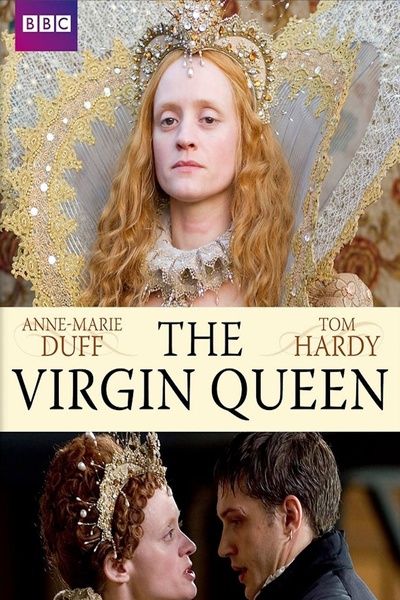 BBC
ANNE-MARIE
DUFF
TOM
HARDY
THE
VIRGIN QUEEN